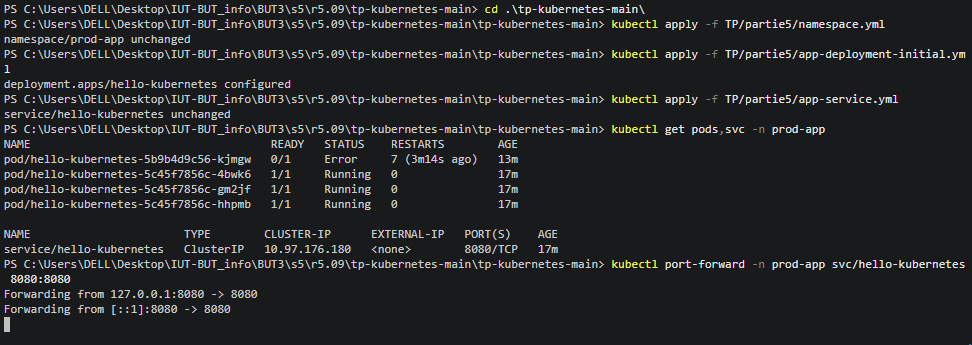 PS C:\Users\DELL\Desktop\IUT-BUT_info\BUT3\s5\r5.09\tp-kubernetes-main> cd .\tp-kubernetes-main\
PS C:\Users\DELL\Desktop\IUT-BUT_info\BUT3\s5\r5.09\tp-kubernetes-main\tp-kubernetes-main> kubectl apply -f TP/partie5/namespace.yml
namespace/prod-app unchanged
PS C:\Users\DELL\Desktop\IUT-BUT_info\BUT3\s5\r5.09\tp-kubernetes-main\tp-kubernetes-main> kubectl apply -f TP/partie5/app-deployment-initial.ym
l
deployment.apps/hello-kubernetes configured
PS C:\Users\DELL\Desktop\IUT-BUT_info\BUT3\s5\r5.09\tp-kubernetes-main\tp-kubernetes-main> kubectl apply -f TP/partie5/app-service.yml
service/hello-kubernetes unchanged
PS C:\Users\DELL\Desktop\IUT-BUT_info\BUT3\s5\r5.09\tp-kubernetes-main\tp-kubernetes-main> kubectl get pods,svc -n prod-app
NAME READY STATUS RESTARTS AGE
pod/hello-kubernetes-5b9b4d9c56-kjmgw 0/1 Error 7 (3m14s ago) 13m
pod/hello-kubernetes-5c45f7856c-4bwk6 1/1 Running 0 17m
pod/hello-kubernetes-5c45f7856c-gm2jf 1/1 Running 0 17m
pod/hello-kubernetes-5c45f7856c-hhpmb 1/1 Running 0 17m
NAME TYPE CLUSTER-IP EXTERNAL-IP PORT(S) AGE
service/hello-kubernetes ClusterIP 10.97.176.180 <none> 8080/TCP 17m
PS C:\Users\DELL\Desktop\IUT-BUT_info\BUT3\s5\r5.09\tp-kubernetes-main\tp-kubernetes-main> kubectl port-forward -n prod-app svc/hello-kubernetes
8080:8080
Forwarding from 127.0.0.1:8080 -> 8080
Forwarding from [::1]:8080 -> 8080